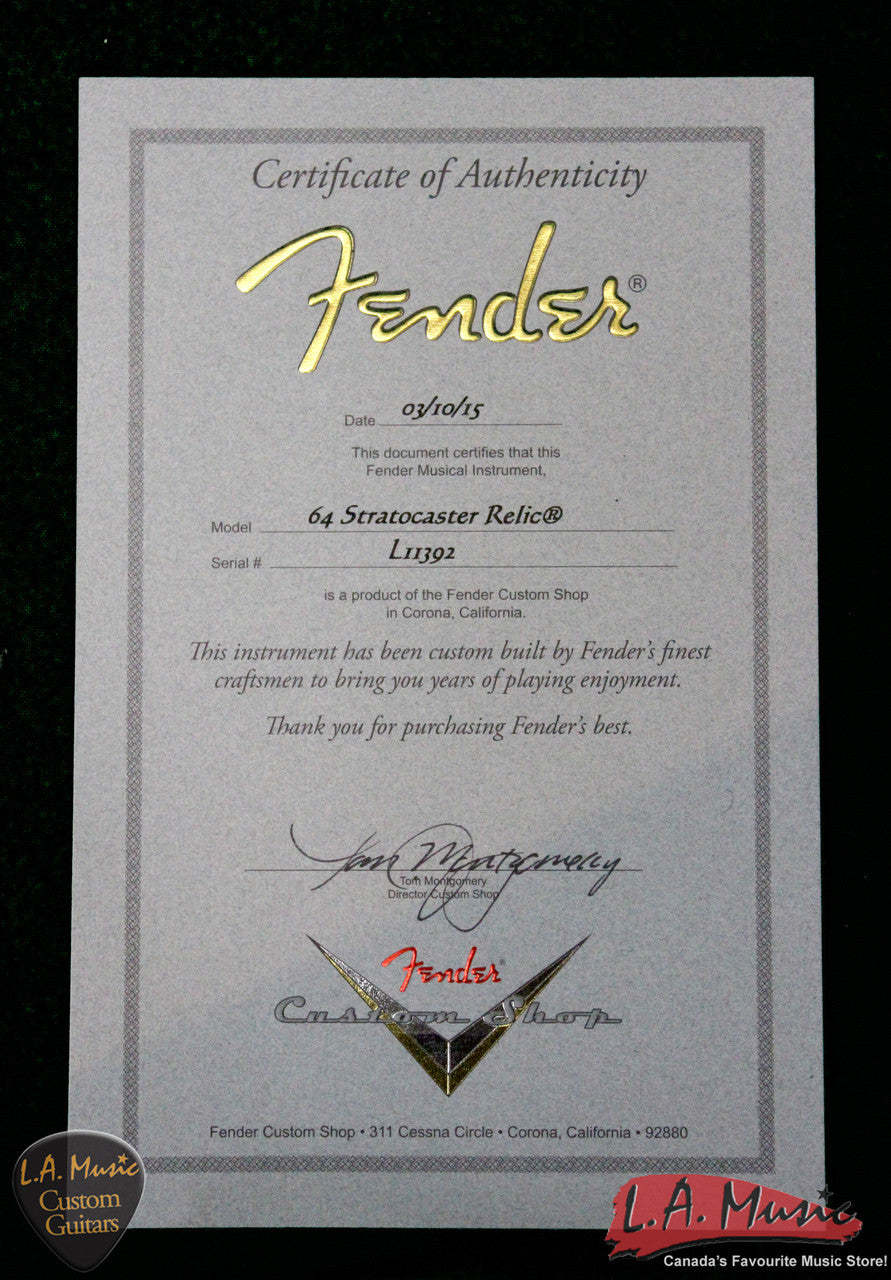 Certificate of Authenticity
Fender®
Date 03/10/15
This document certifies that this
Fender Musical Instrument,
Model 64 Stratocaster Relic®
Serial # L11392
is a product of the Fender Custom Shop
in Corona, California.
This instrument has been custom built by Fender's finest
craftsmen to bring you years of playing enjoyment.
Thank you for purchasing Fender's best.
Tom Montgomery
Tom Montgomery
Director Custom Shop
Fender®
Custom Shop
Fender Custom Shop • 311 Cessna Circle • Corona, California • 92880
L.A. Music
Custom
Guitars
L.A. Music
Canada's Favourite Music Store!